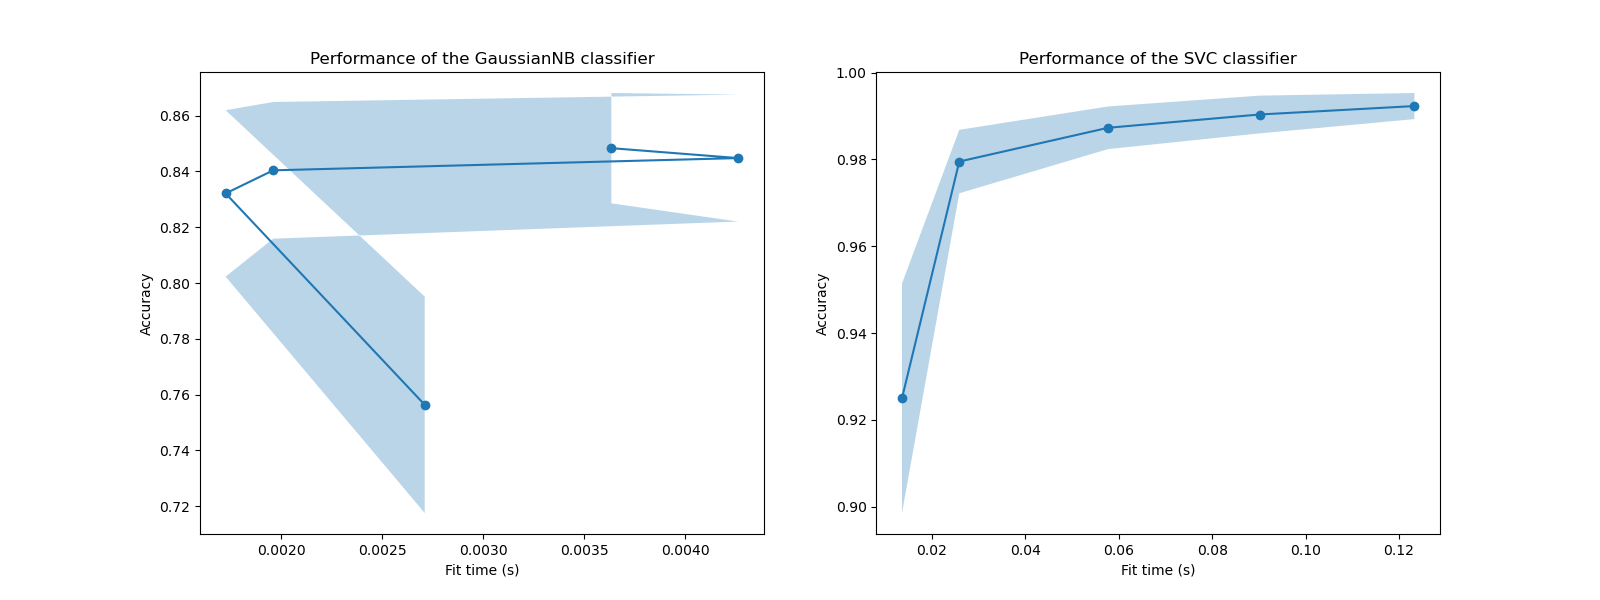 Performance of the GaussianNB classifier
0.86
0.84
0.82
0.80
0.78
0.76
0.74
0.72
Accuracy
0.0020 0.0025 0.0030 0.0035 0.0040
Fit time (s)
Performance of the SVC classifier
1.00
0.98
0.96
0.94
0.92
0.90
Accuracy
0.02 0.04 0.06 0.08 0.10 0.12
Fit time (s)